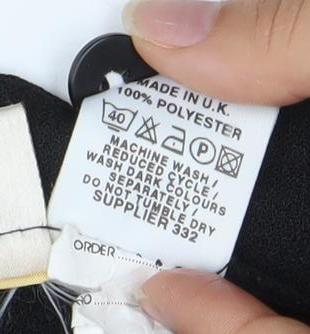 MADE IN U.K.
100% POLYESTER
40 P
MACHINE WASH/
REDUCED CYCLE/
WASH DARK COLOURS
SEPARATELY/
DO NOT TUMBLE DRY
SUPPLIER 332
ORDER